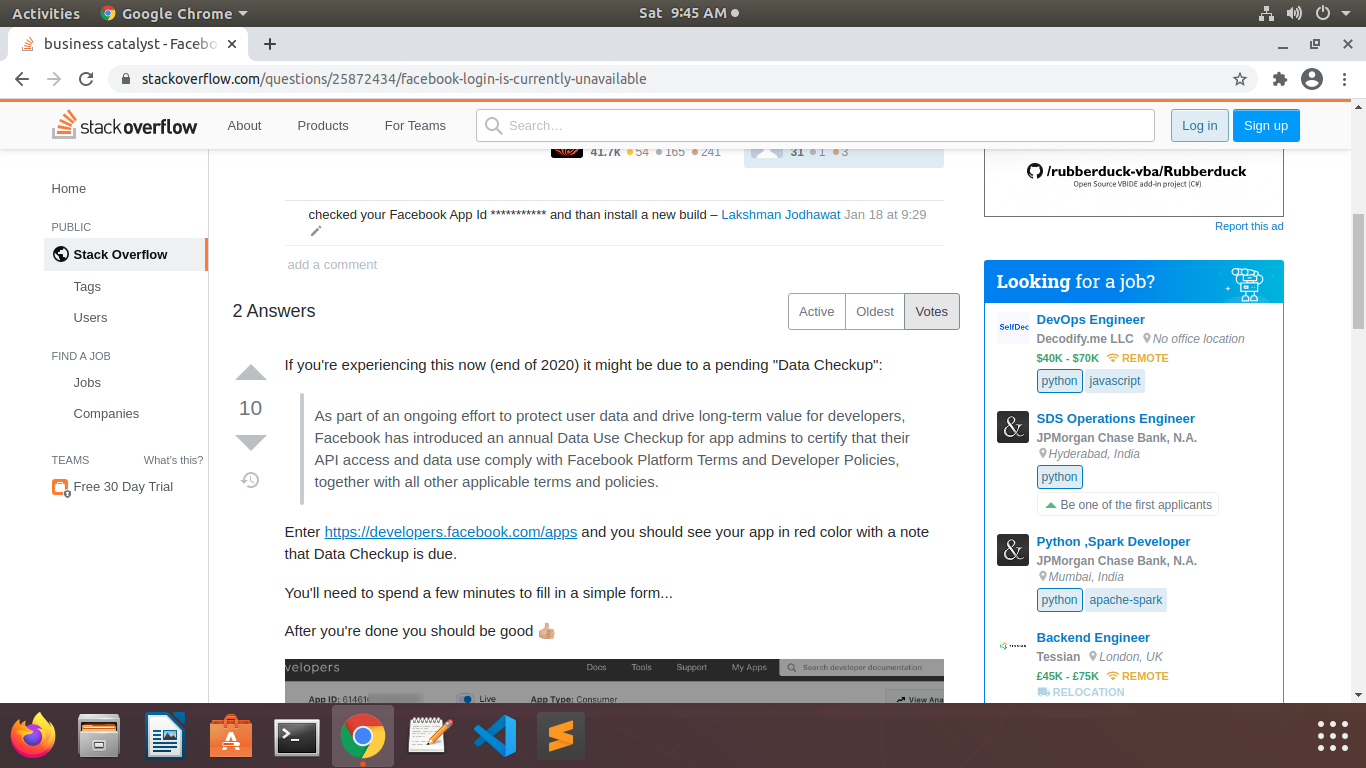 Activities Google Chrome Sat 9:45 AM
business catalyst - Facebo
stackoverflow.com/questions/25872434/facebook-login-is-currently-unavailable
stackoverflow About Products For Teams Search… Log in Sign up
Home
PUBLIC
Stack Overflow
Tags
Users
FIND A JOB
Jobs
Companies
TEAMS What's this?
Free 30 Day Trial
41.7k 54 165 241 31 1 3
checked your Facebook App Id *********** and than install a new build – Lakshman Jodhawat Jan 18 at 9:29
add a comment
2 Answers Active Oldest Votes
10
If you're experiencing this now (end of 2020) it might be due to a pending "Data Checkup":
As part of an ongoing effort to protect user data and drive long-term value for developers,
Facebook has introduced an annual Data Use Checkup for app admins to certify that their
API access and data use comply with Facebook Platform Terms and Developer Policies,
together with all other applicable terms and policies.
Enter https://developers.facebook.com/apps and you should see your app in red color with a note
that Data Checkup is due.
You'll need to spend a few minutes to fill in a simple form...
After you're done you should be good 👍🏼
velopers Docs Tools Support My Apps Search developer documentation
App ID: 61461 Live App Type: Consumer View Ana
/rubberduck-vba/Rubberduck
Open Source VBIDE add-in project (C#)
Report this ad
Looking for a job?
SelfDec
DevOps Engineer
Decodify.me LLC No office location
$40K - $70K REMOTE
python javascript
&
SDS Operations Engineer
JPMorgan Chase Bank, N.A.
Hyderabad, India
python
Be one of the first applicants
&
Python ,Spark Developer
JPMorgan Chase Bank, N.A.
Mumbai, India
python apache-spark
TESSIAN
Backend Engineer
Tessian London, UK
£45K - £75K REMOTE
RELOCATION